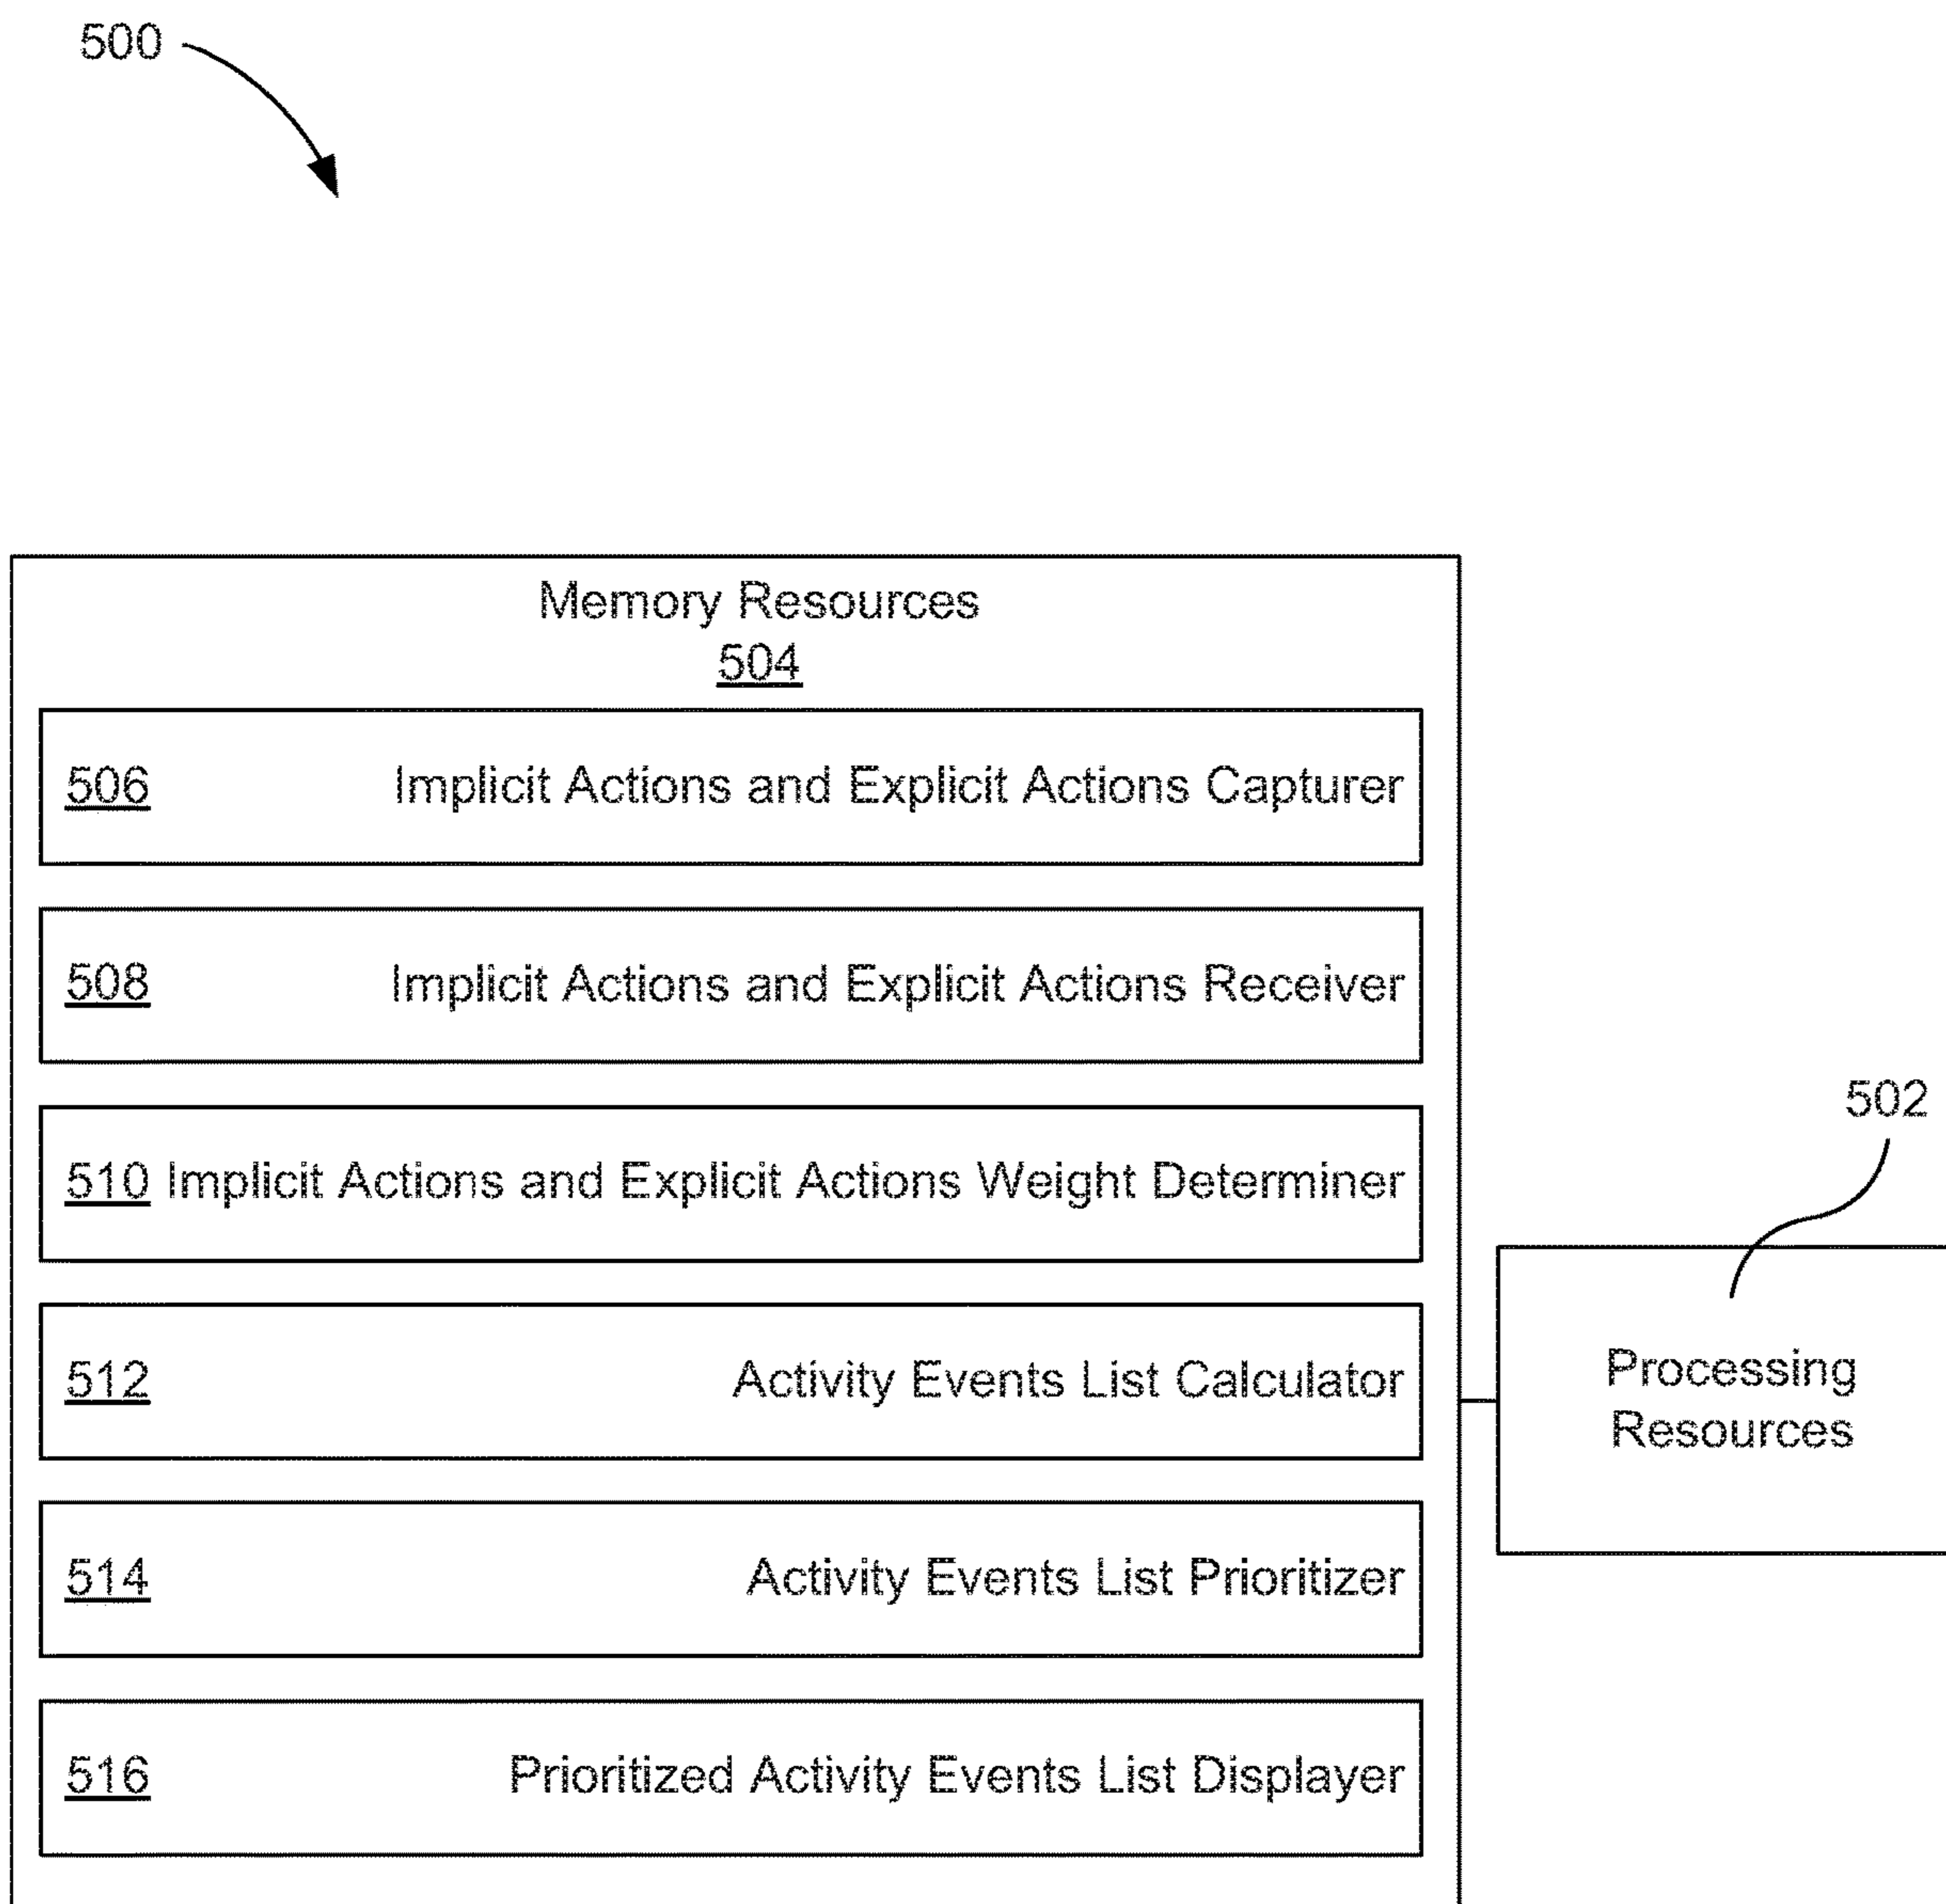 500
Memory Resources
504
506 Implicit Actions and Explicit Actions Capturer
508 Implicit Actions and Explicit Actions Receiver
510 Implicit Actions and Explicit Actions Weight Determiner
512 Activity Events List Calculator
514 Activity Events List Prioritizer
516 Prioritized Activity Events List Displayer
502
Processing
Resources